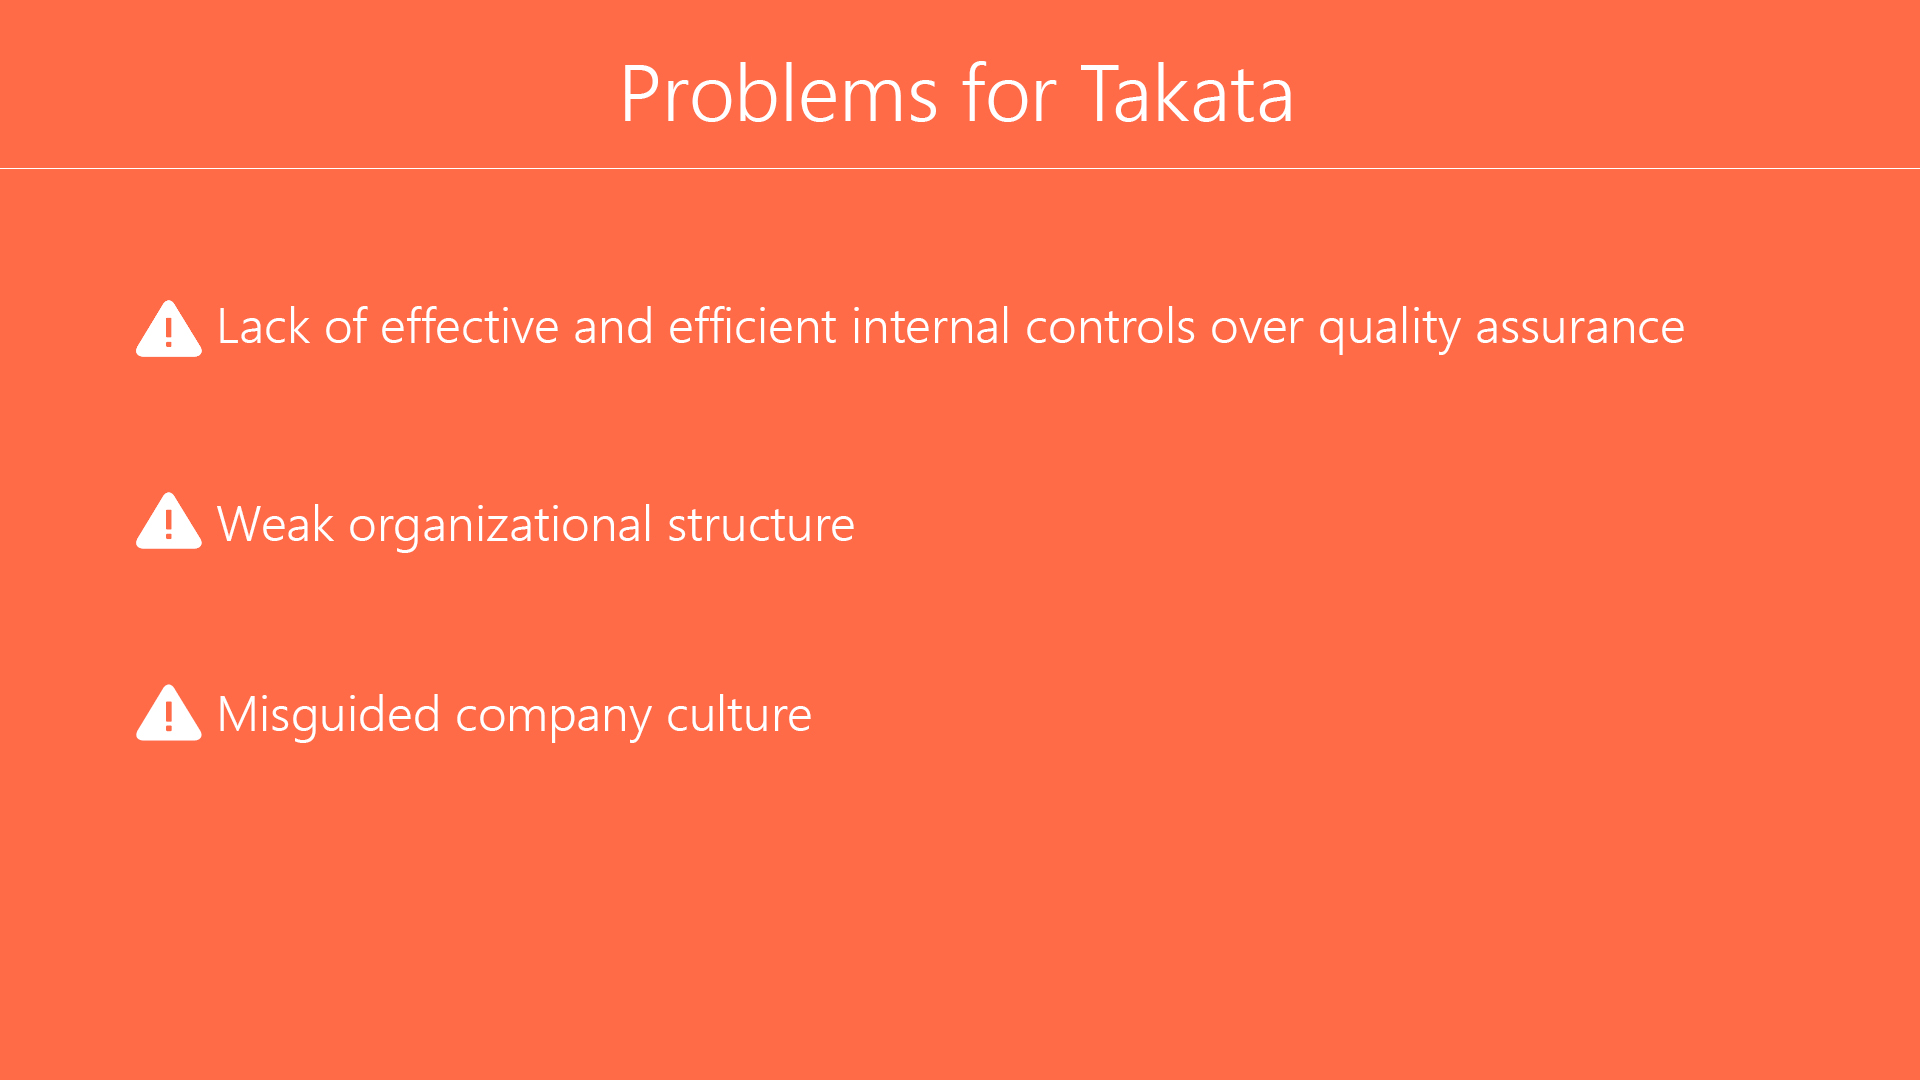 Problems for Takata
Lack of effective and efficient internal controls over quality assurance
Weak organizational structure
Misguided company culture